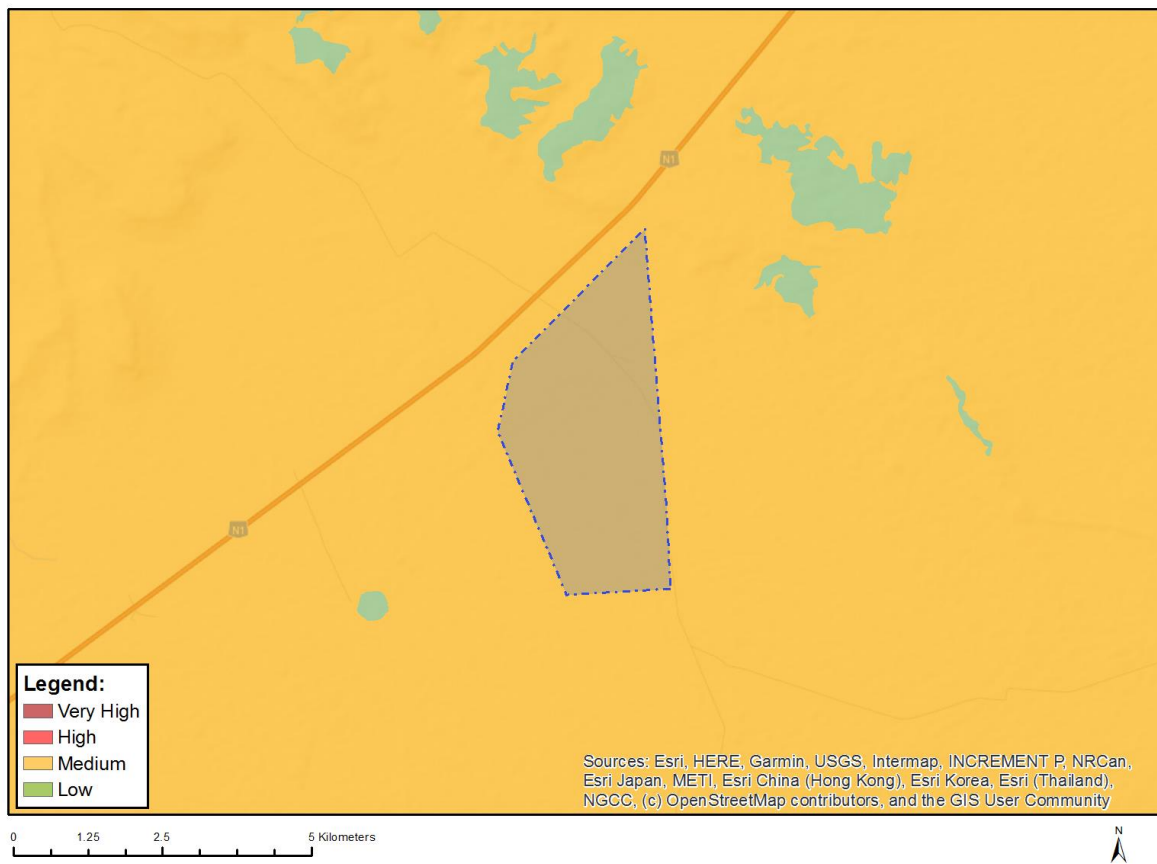 N1
N1
Legend:
Very High
High
Medium
Low
Sources: Esri, HERE, Garmin, USGS, Intermap, INCREMENT P, NRCan,
Esri Japan, METI, Esri China (Hong Kong), Esri Korea, Esri (Thailand),
NGCC, (c) OpenStreetMap contributors, and the GIS User Community
0 1.25 2.5 5 Kilometers
N